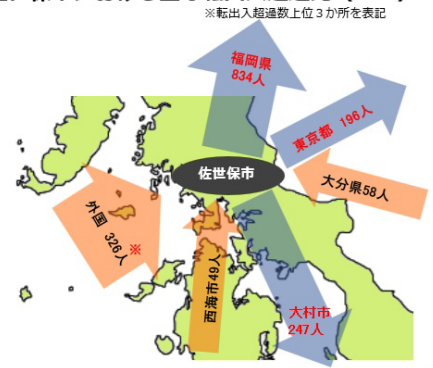 ※転出入超過数上位３か所を表記
福岡県
834人
東京都 196人
佐世保市
大分県58人
外国 326人
※
西海市49人
大村市
247人